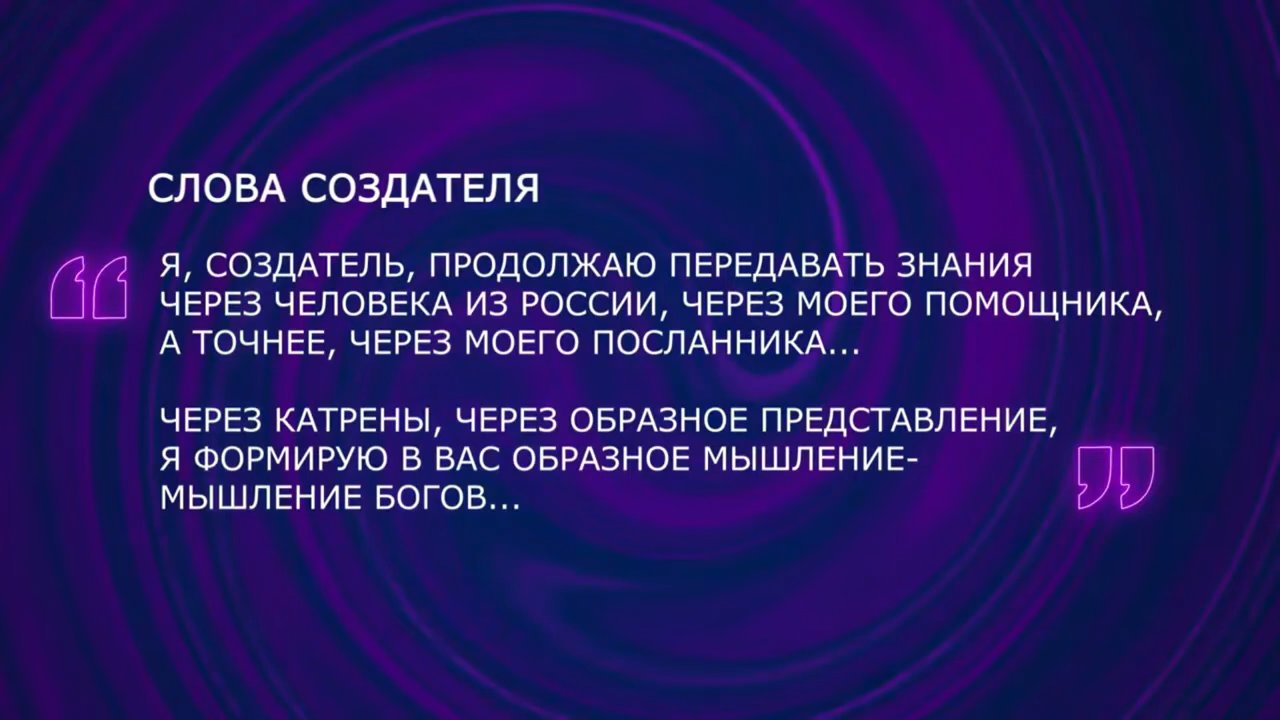 СЛОВА СОЗДАТЕЛЯ
Я, СОЗДАТЕЛЬ, ПРОДОЛЖАЮ ПЕРЕДАВАТЬ ЗНАНИЯ
ЧЕРЕЗ ЧЕЛОВЕКА ИЗ РОССИИ, ЧЕРЕЗ МОЕГО ПОМОЩНИКА,
А ТОЧНЕЕ, ЧЕРЕЗ МОЕГО ПОСЛАННИКА...
ЧЕРЕЗ КАТРЕНЫ, ЧЕРЕЗ ОБРАЗНОЕ ПРЕДСТАВЛЕНИЕ,
Я ФОРМИРУЮ В ВАС ОБРАЗНОЕ МЫШЛЕНИЕ-
МЫШЛЕНИЕ БОГОВ...